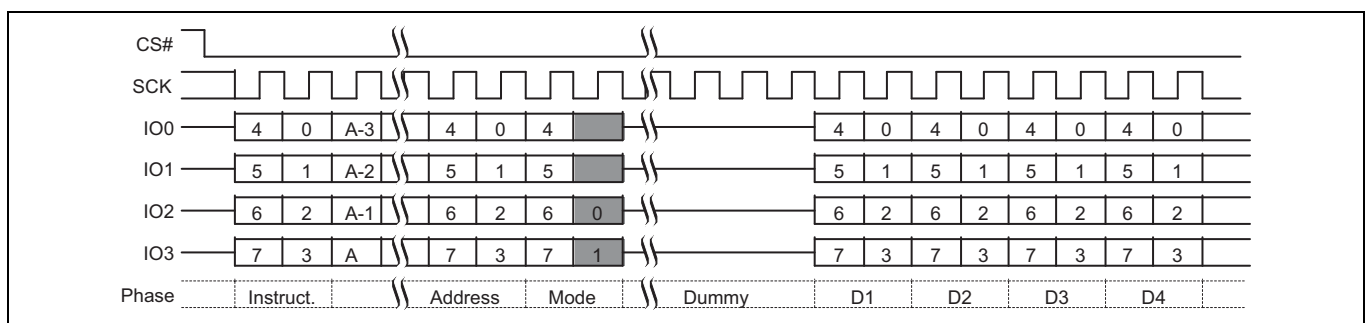 CS#
SCK
IO0 4 0 A-3 4 0 4 4 0 4 0 4 0 4 0
IO1 5 1 A-2 5 1 5 5 1 5 1 5 1 5 1
IO2 6 2 A-1 6 2 6 0 6 2 6 2 6 2 6 2
IO3 7 3 A 7 3 7 1 7 3 7 3 7 3 7 3
Phase Instruct. Address Mode Dummy D1 D2 D3 D4